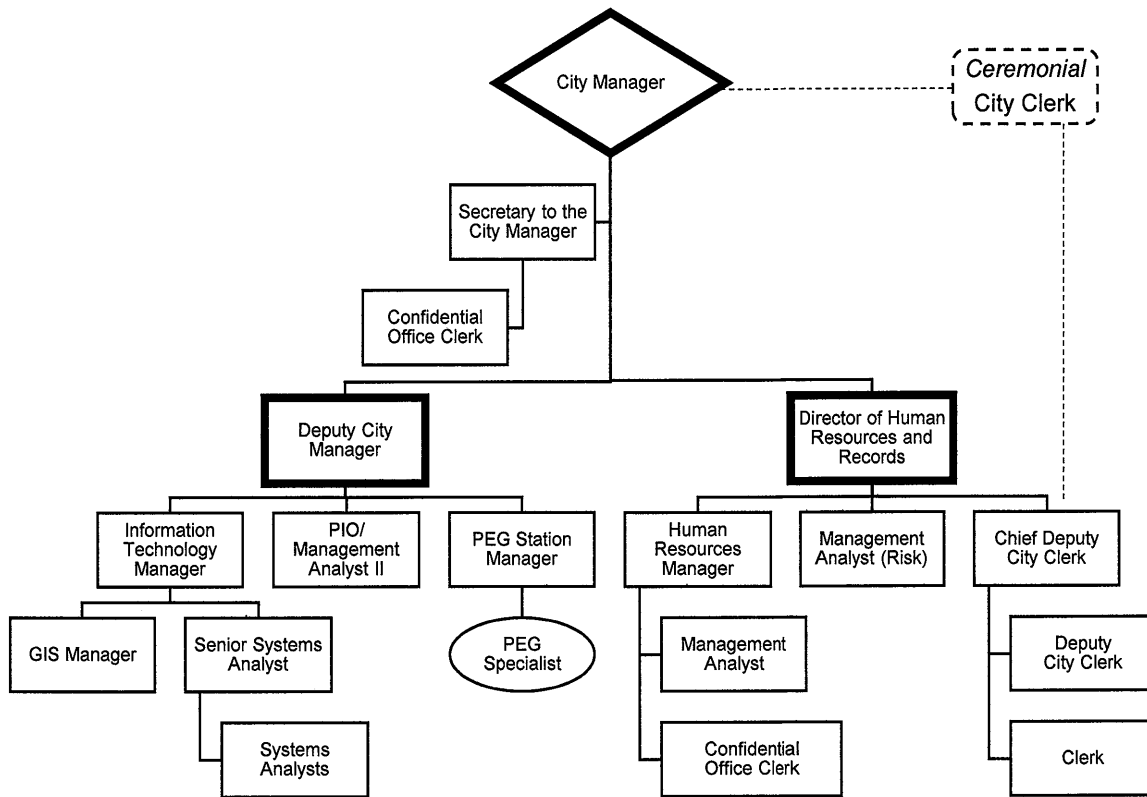 City Manager
Ceremonial
City Clerk
Secretary to the
City Manager
Confidential
Office Clerk
Deputy City
Manager
Director of Human
Resources and
Records
Information
Technology
Manager
PIO/
Management
Analyst II
PEG Station
Manager
Human
Resources
Manager
Management
Analyst (Risk)
Chief Deputy
City Clerk
GIS Manager
Senior Systems
Analyst
PEG
Specialist
Management
Analyst
Deputy
City Clerk
Systems
Analysts
Confidential
Office Clerk
Clerk